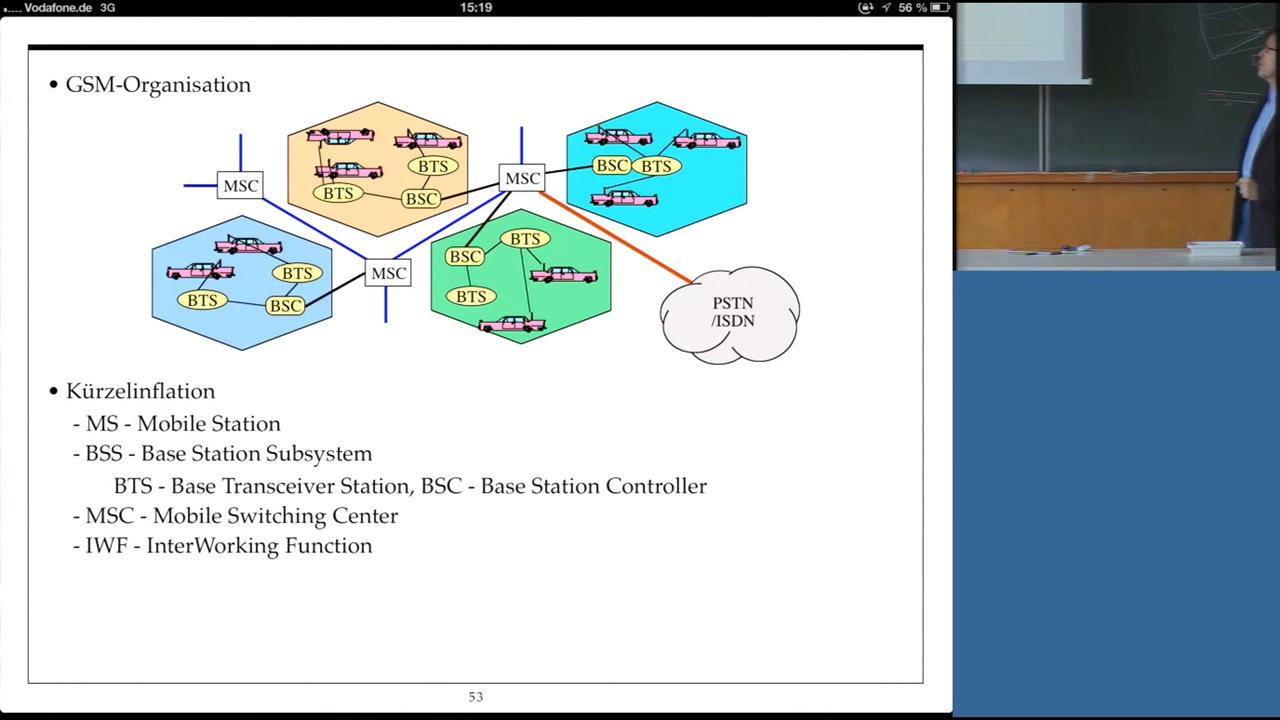 Vodafone.de 3G 15:19 56 %
• GSM-Organisation
MSC
BTS
BTS
BSC
MSC
BSC BTS
BTS
BTS
BSC
MSC
BSC
BTS
BTS
PSTN
/ISDN
• Kürzelinflation
- MS - Mobile Station
- BSS - Base Station Subsystem
BTS - Base Transceiver Station, BSC - Base Station Controller
- MSC - Mobile Switching Center
- IWF - InterWorking Function
53